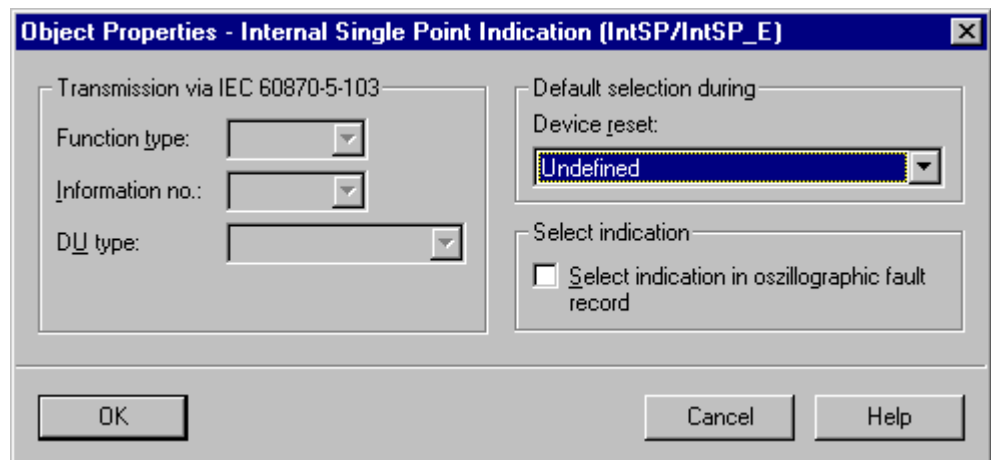 Object Properties - Internal Single Point Indication (IntSP/IntSP_E)
Transmission via IEC 60870-5-103
Function type:
Information no.:
DU type:
Default selection during
Device reset:
Undefined
Select indication
Select indication in oszillographic fault
record
OK
Cancel
Help